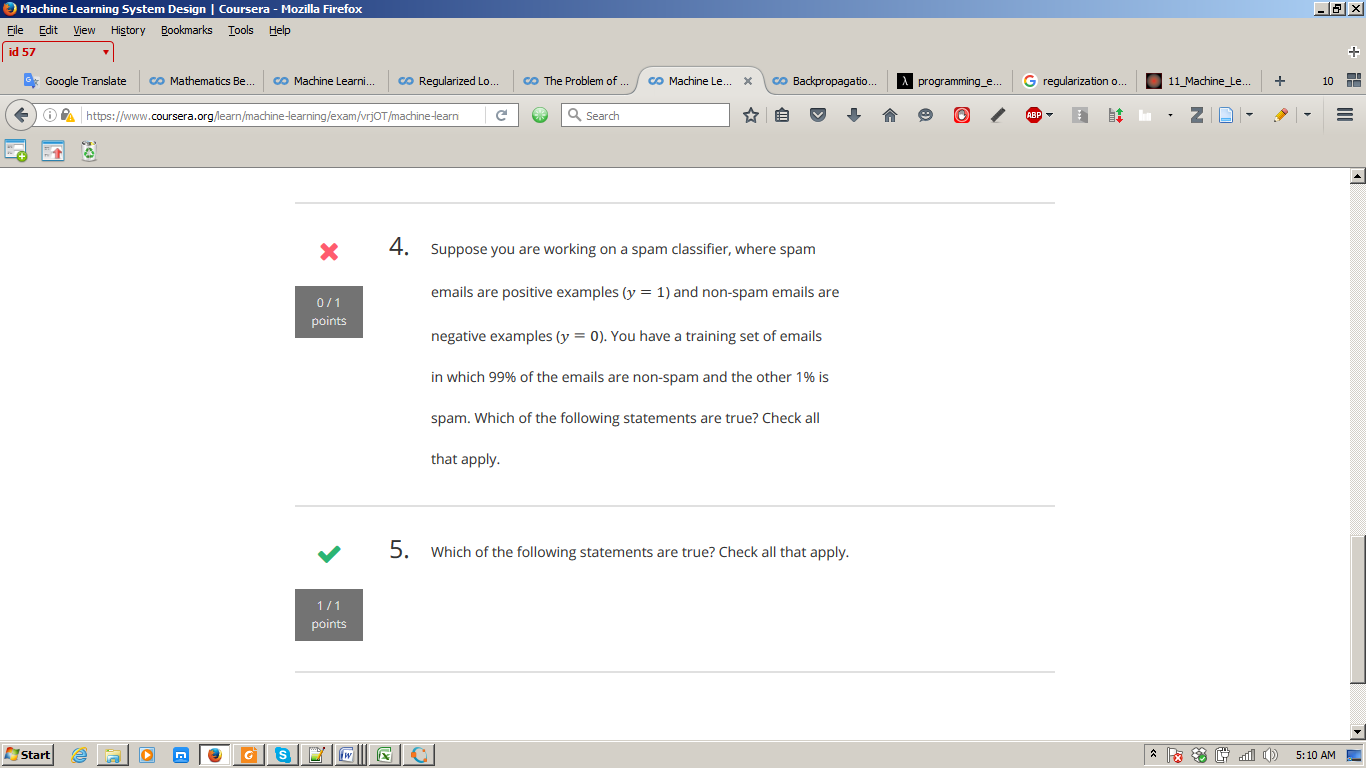 Machine Learning System Design | Coursera - Mozilla Firefox
File Edit View History Bookmarks Tools Help
id 57
Google Translate Mathematics Be... Machine Learni... Regularized Lo... The Problem of ... Machine Le... Backpropagatio... programming_e... regularization o... 11_Machine_Le... 10
https://www.coursera.org/learn/machine-learning/exam/vrjOT/machine-learn Search ABP
4. Suppose you are working on a spam classifier, where spam
emails are positive examples (y = 1) and non-spam emails are
0 / 1
points
negative examples (y = 0). You have a training set of emails
in which 99% of the emails are non-spam and the other 1% is
spam. Which of the following statements are true? Check all
that apply.
5. Which of the following statements are true? Check all that apply.
1 / 1
points
Start 5:10 AM